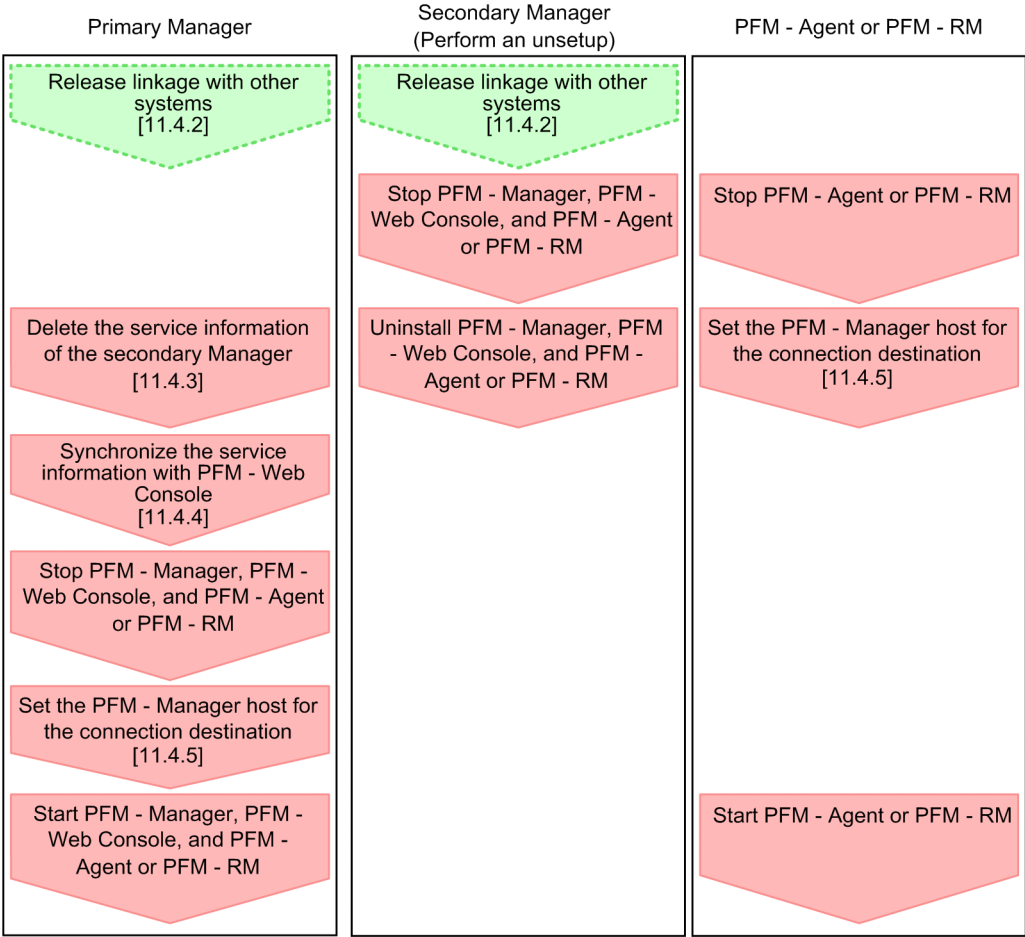 Primary Manager
Secondary Manager
(Perform an unsetup)
PFM - Agent or PFM - RM
Release linkage with other
systems
[11.4.2]
Release linkage with other
systems
[11.4.2]
Stop PFM - Manager, PFM -
Web Console, and PFM - Agent
or PFM - RM
Stop PFM - Agent or PFM - RM
Delete the service information
of the secondary Manager
[11.4.3]
Uninstall PFM - Manager, PFM
- Web Console, and PFM -
Agent or PFM - RM
Set the PFM - Manager host for
the connection destination
[11.4.5]
Synchronize the service
information with PFM - Web
Console
[11.4.4]
Stop PFM - Manager, PFM -
Web Console, and PFM - Agent
or PFM - RM
Set the PFM - Manager host for
the connection destination
[11.4.5]
Start PFM - Manager, PFM -
Web Console, and PFM -
Agent or PFM - RM
Start PFM - Agent or PFM - RM